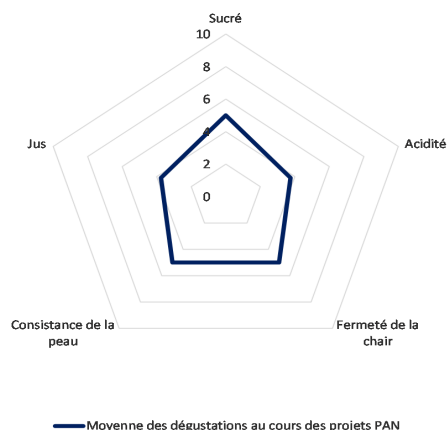 Sucré
10
8
6
4
2
0
Jus
Acidité
Consistance de la
peau
Fermeté de la
chair
Moyenne des dégustations au cours des projets PAN